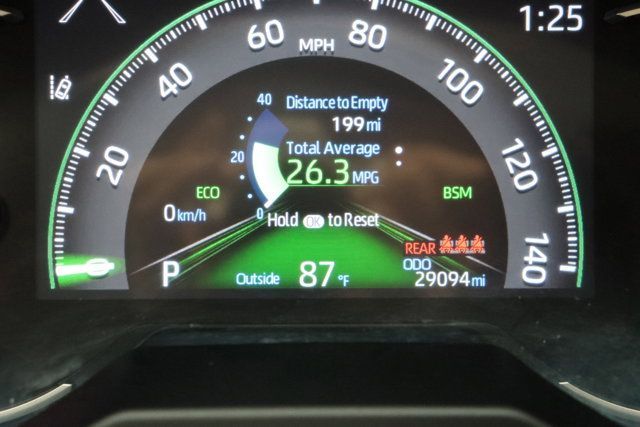 1:25
60 MPH 80
40 100
20 120
0 140
40 Distance to Empty
199 mi
Total Average
20 26.3 MPG
ECO BSM
0 km/h
0 Hold OK to Reset
REAR
ODO
P Outside 87 °F 29094 mi